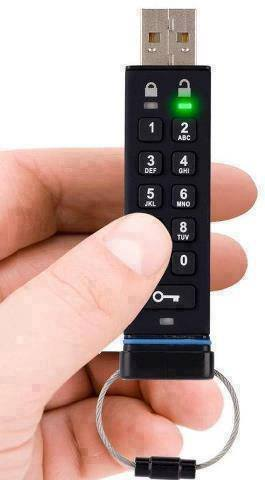 1 2 ABC
3 DEF 4 GHI
5 JKL 6 MNO
8 TUV
0